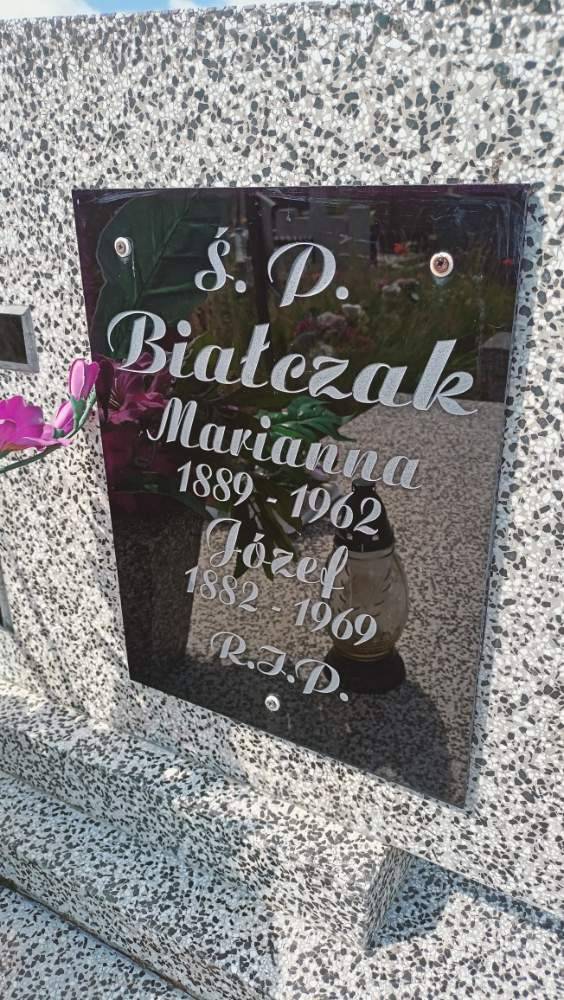 Ś. P.
Białczak
Marianna
1889 - 1962
Józef
1882 - 1969
R.I.P.